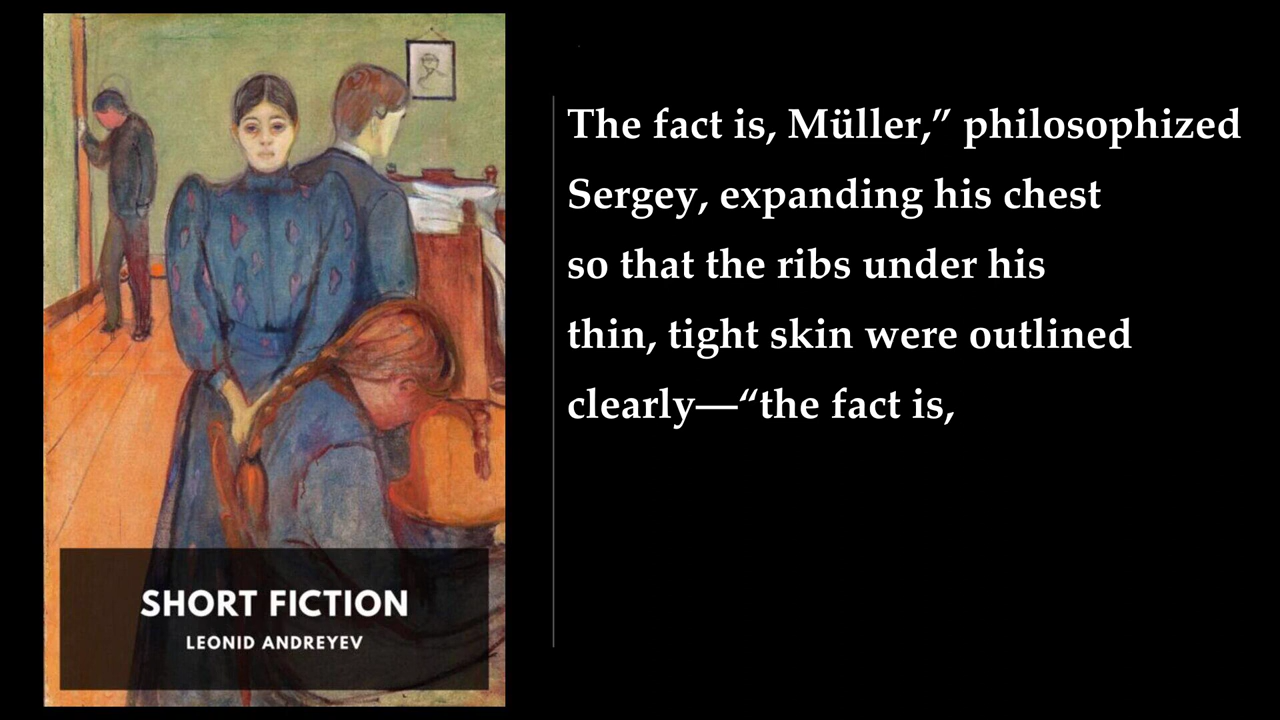 SHORT FICTION
LEONID ANDREYEV
The fact is, Müller,” philosophized
Sergey, expanding his chest
so that the ribs under his
thin, tight skin were outlined
clearly—“the fact is,